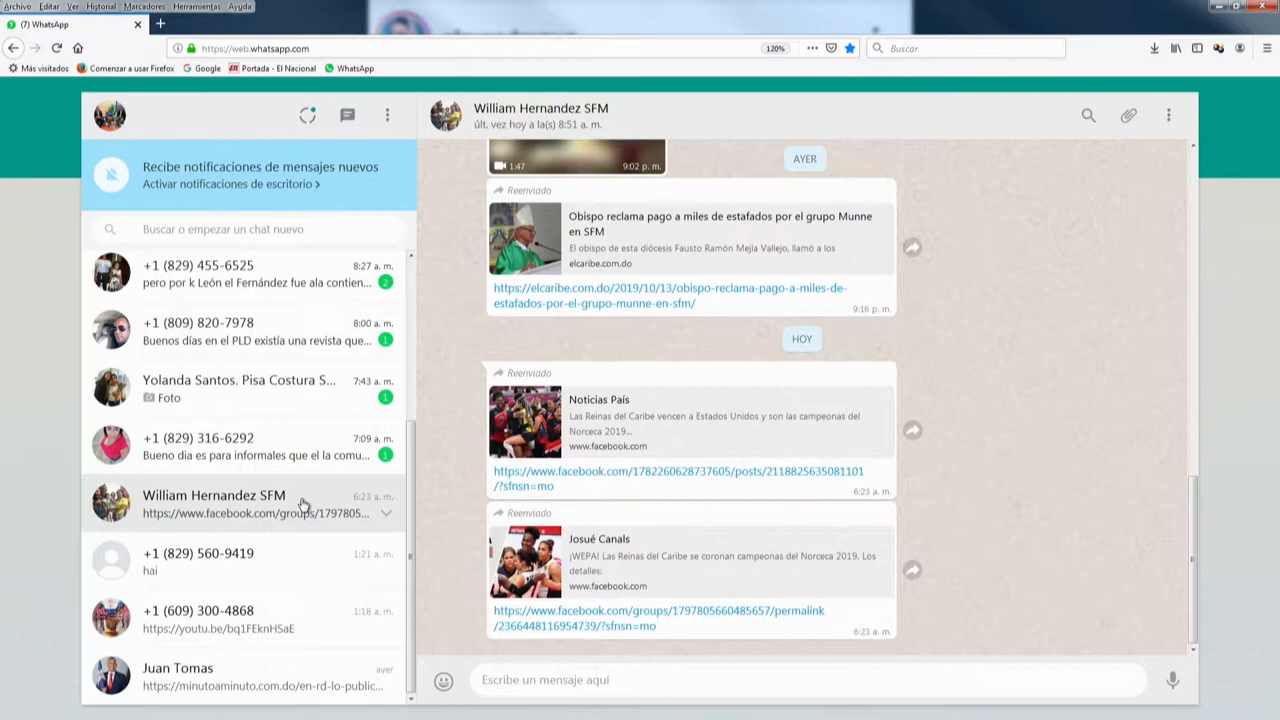 Archivo Editar Ver Historial Marcadores Herramientas Ayuda
(7) WhatsApp
https://web.whatsapp.com
120%
Buscar
Más visitados
Comenzar a usar Firefox
Google
Portada - El Nacional
WhatsApp
William Hernandez SFM
últ. vez hoy a la(s) 8:51 a. m.
Recibe notificaciones de mensajes nuevos
Activar notificaciones de escritorio >
Buscar o empezar un chat nuevo
+1 (829) 455-6525
8:27 a. m.
pero por k León el Fernández fue ala contien...
2
+1 (809) 820-7978
8:00 a. m.
Buenos días en el PLD existía una revista que...
1
Yolanda Santos. Pisa Costura S...
7:43 a. m.
Foto
1
+1 (829) 316-6292
7:09 a. m.
Bueno dia es para informales que el la comu...
1
William Hernandez SFM
6:23 a. m.
https://www.facebook.com/groups/1797805...
+1 (829) 560-9419
1:21 a. m.
hai
+1 (609) 300-4868
1:18 a. m.
https://youtu.be/bq1FEknHSaE
Juan Tomas
ayer
https://minutoaminuto.com.do/en-rd-lo-public...
1:47
9:02 p. m.
AYER
Reenviado
Obispo reclama pago a miles de estafados por el grupo Munne
en SFM
El obispo de esta diócesis Fausto Ramón Mejía Vallejo, llamó a los
elcaribe.com.do
https://elcaribe.com.do/2019/10/13/obispo-reclama-pago-a-miles-de-
estafados-por-el-grupo-munne-en-sfm/
9:16 p. m.
HOY
Reenviado
Noticias País
Las Reinas del Caribe vencen a Estados Unidos y son las campeonas del
Norceca 2019...
www.facebook.com
https://www.facebook.com/1782260628737605/posts/2118825635081101
/?sfnsn=mo
6:23 a. m.
Reenviado
Josué Canals
¡WEPA! Las Reinas del Caribe se coronan campeonas del Norceca 2019. Los
detalles:
www.facebook.com
https://www.facebook.com/groups/1797805660485657/permalink
/2366448116954739/?sfnsn=mo
6:23 a. m.
Escribe un mensaje aquí